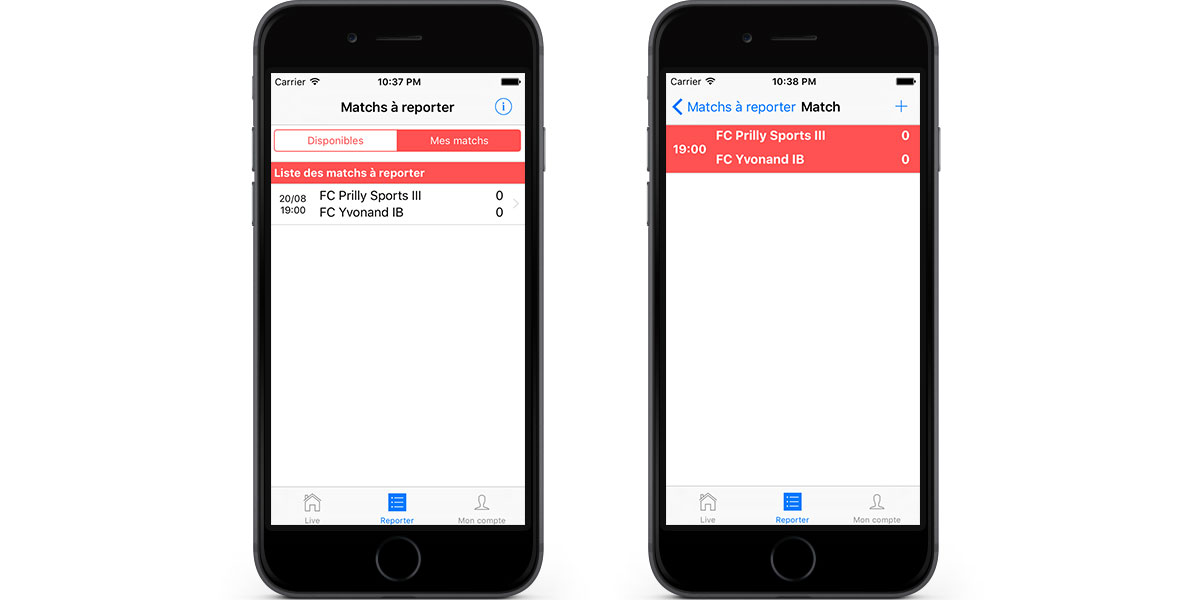 Carrier 10:37 PM
Matchs à reporter
Disponibles Mes matchs
Liste des matchs à reporter
20/08 FC Prilly Sports III 0
19:00 FC Yvonand IB 0
Live Reporter Mon compte
Carrier 10:38 PM
Matchs à reporter Match +
FC Prilly Sports III 0
19:00
FC Yvonand IB 0
Live Reporter Mon compte